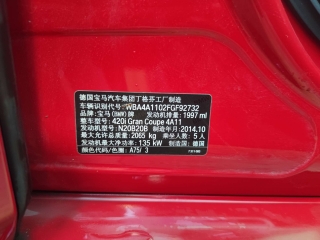 德国宝马汽车集团丁格芬工厂制造
车辆识别代号: WBA4A1102FGF92732
品牌: 宝马(BMW)牌 发动机排量: 1997 ml
整车型号: 420i Gran Coupe 4A11
发动机型号: N20B20B 制造年月: 2014.10
最大允许总质量: 2065 kg 乘坐人数: 5人
发动机最大净功率: 135 kW 制造国: 德国
颜色代码/色圈: A75/ 3